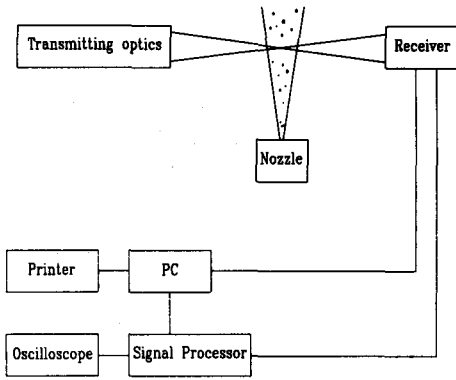 Transmitting optics
Receiver
Nozzle
Printer
PC
Oscilloscope
Signal Processor